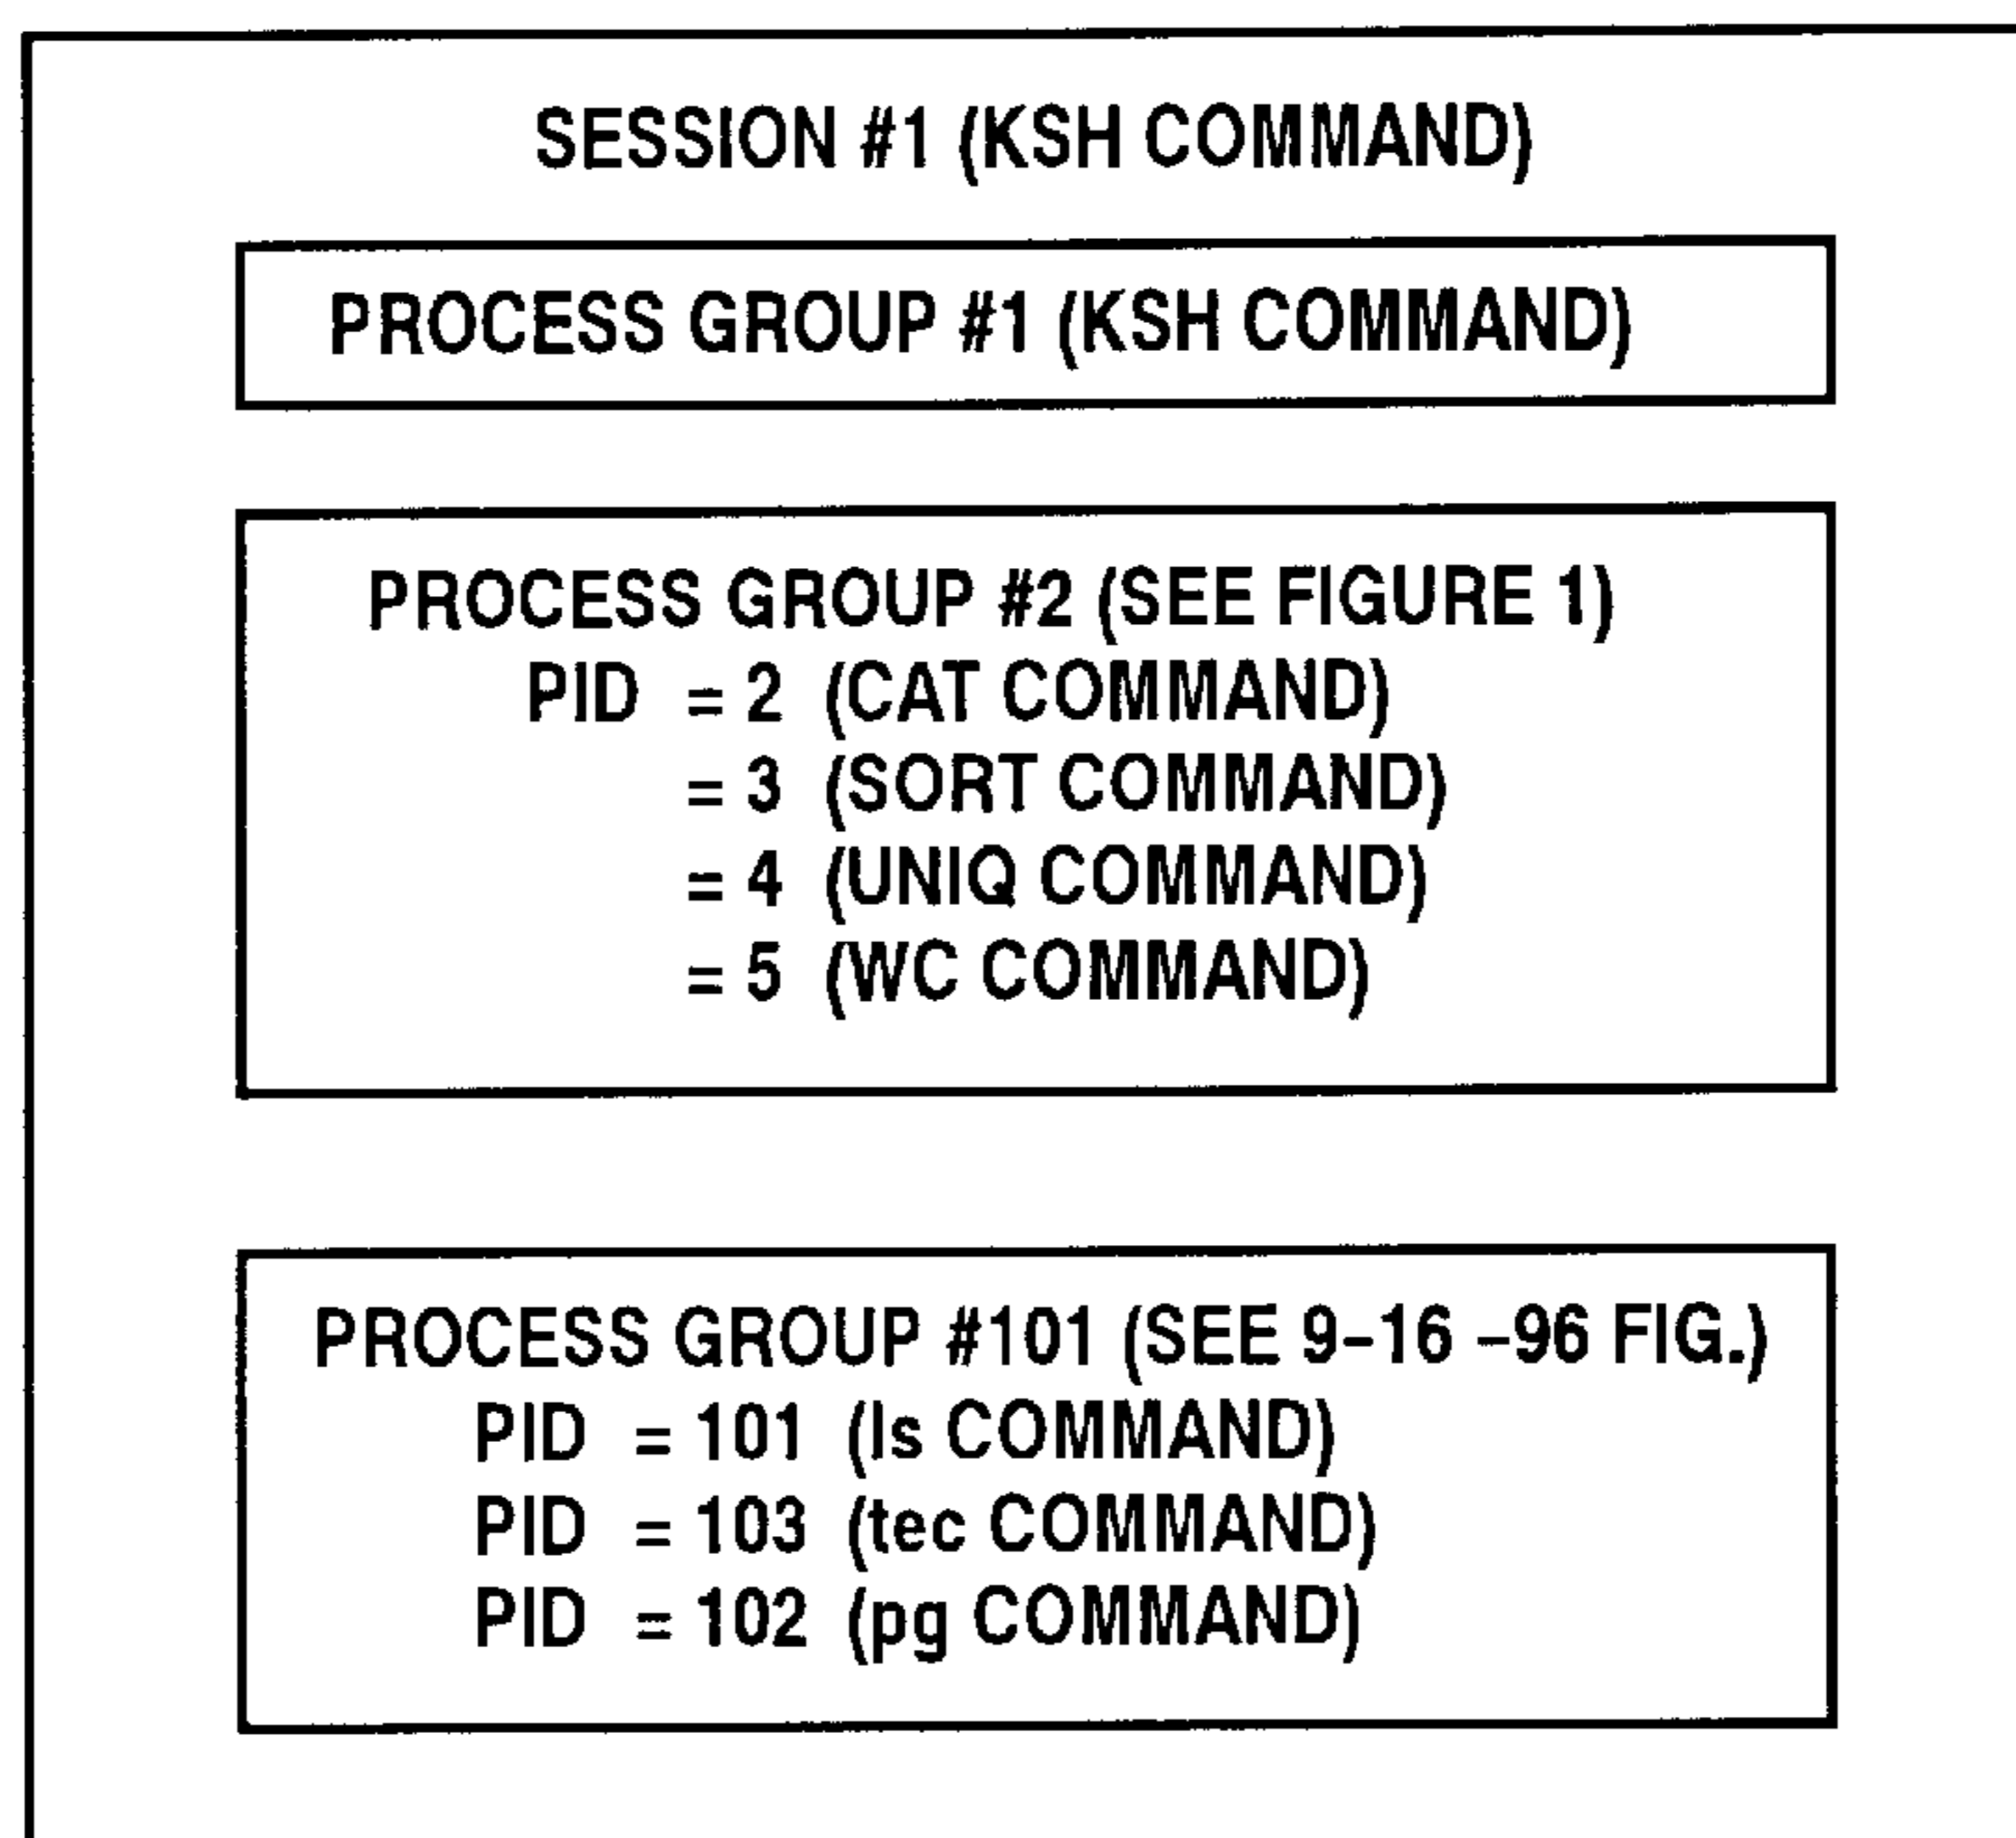 SESSION #1 (KSH COMMAND)
PROCESS GROUP #1 (KSH COMMAND)
PROCESS GROUP #2 (SEE FIGURE 1)
PID = 2 (CAT COMMAND)
= 3 (SORT COMMAND)
= 4 (UNIQ COMMAND)
= 5 (WC COMMAND)
PROCESS GROUP #101 (SEE 9-16 -96 FIG.)
PID = 101 (ls COMMAND)
PID = 103 (tec COMMAND)
PID = 102 (pg COMMAND)